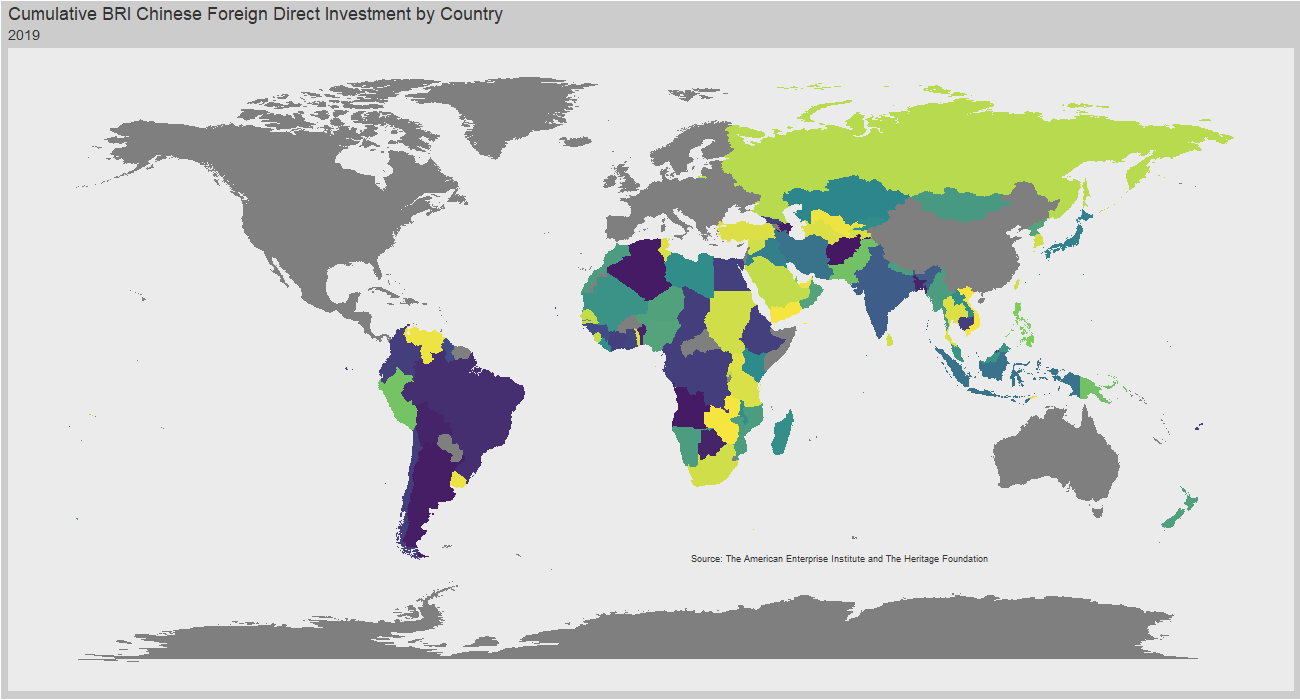 Cumulative BRI Chinese Foreign Direct Investment by Country
2019
Source: The American Enterprise Institute and The Heritage Foundation